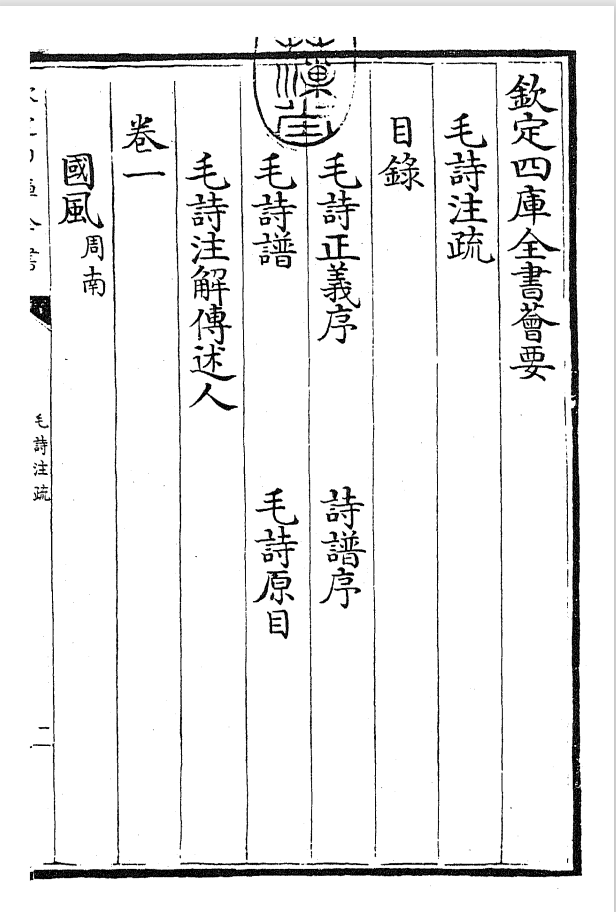 欽定四庫全書薈要
毛詩注疏
目錄
毛詩正義序 詩譜序
毛詩譜 毛詩原目
毛詩注解傳述人
卷一
國風周南
毛詩注疏
二